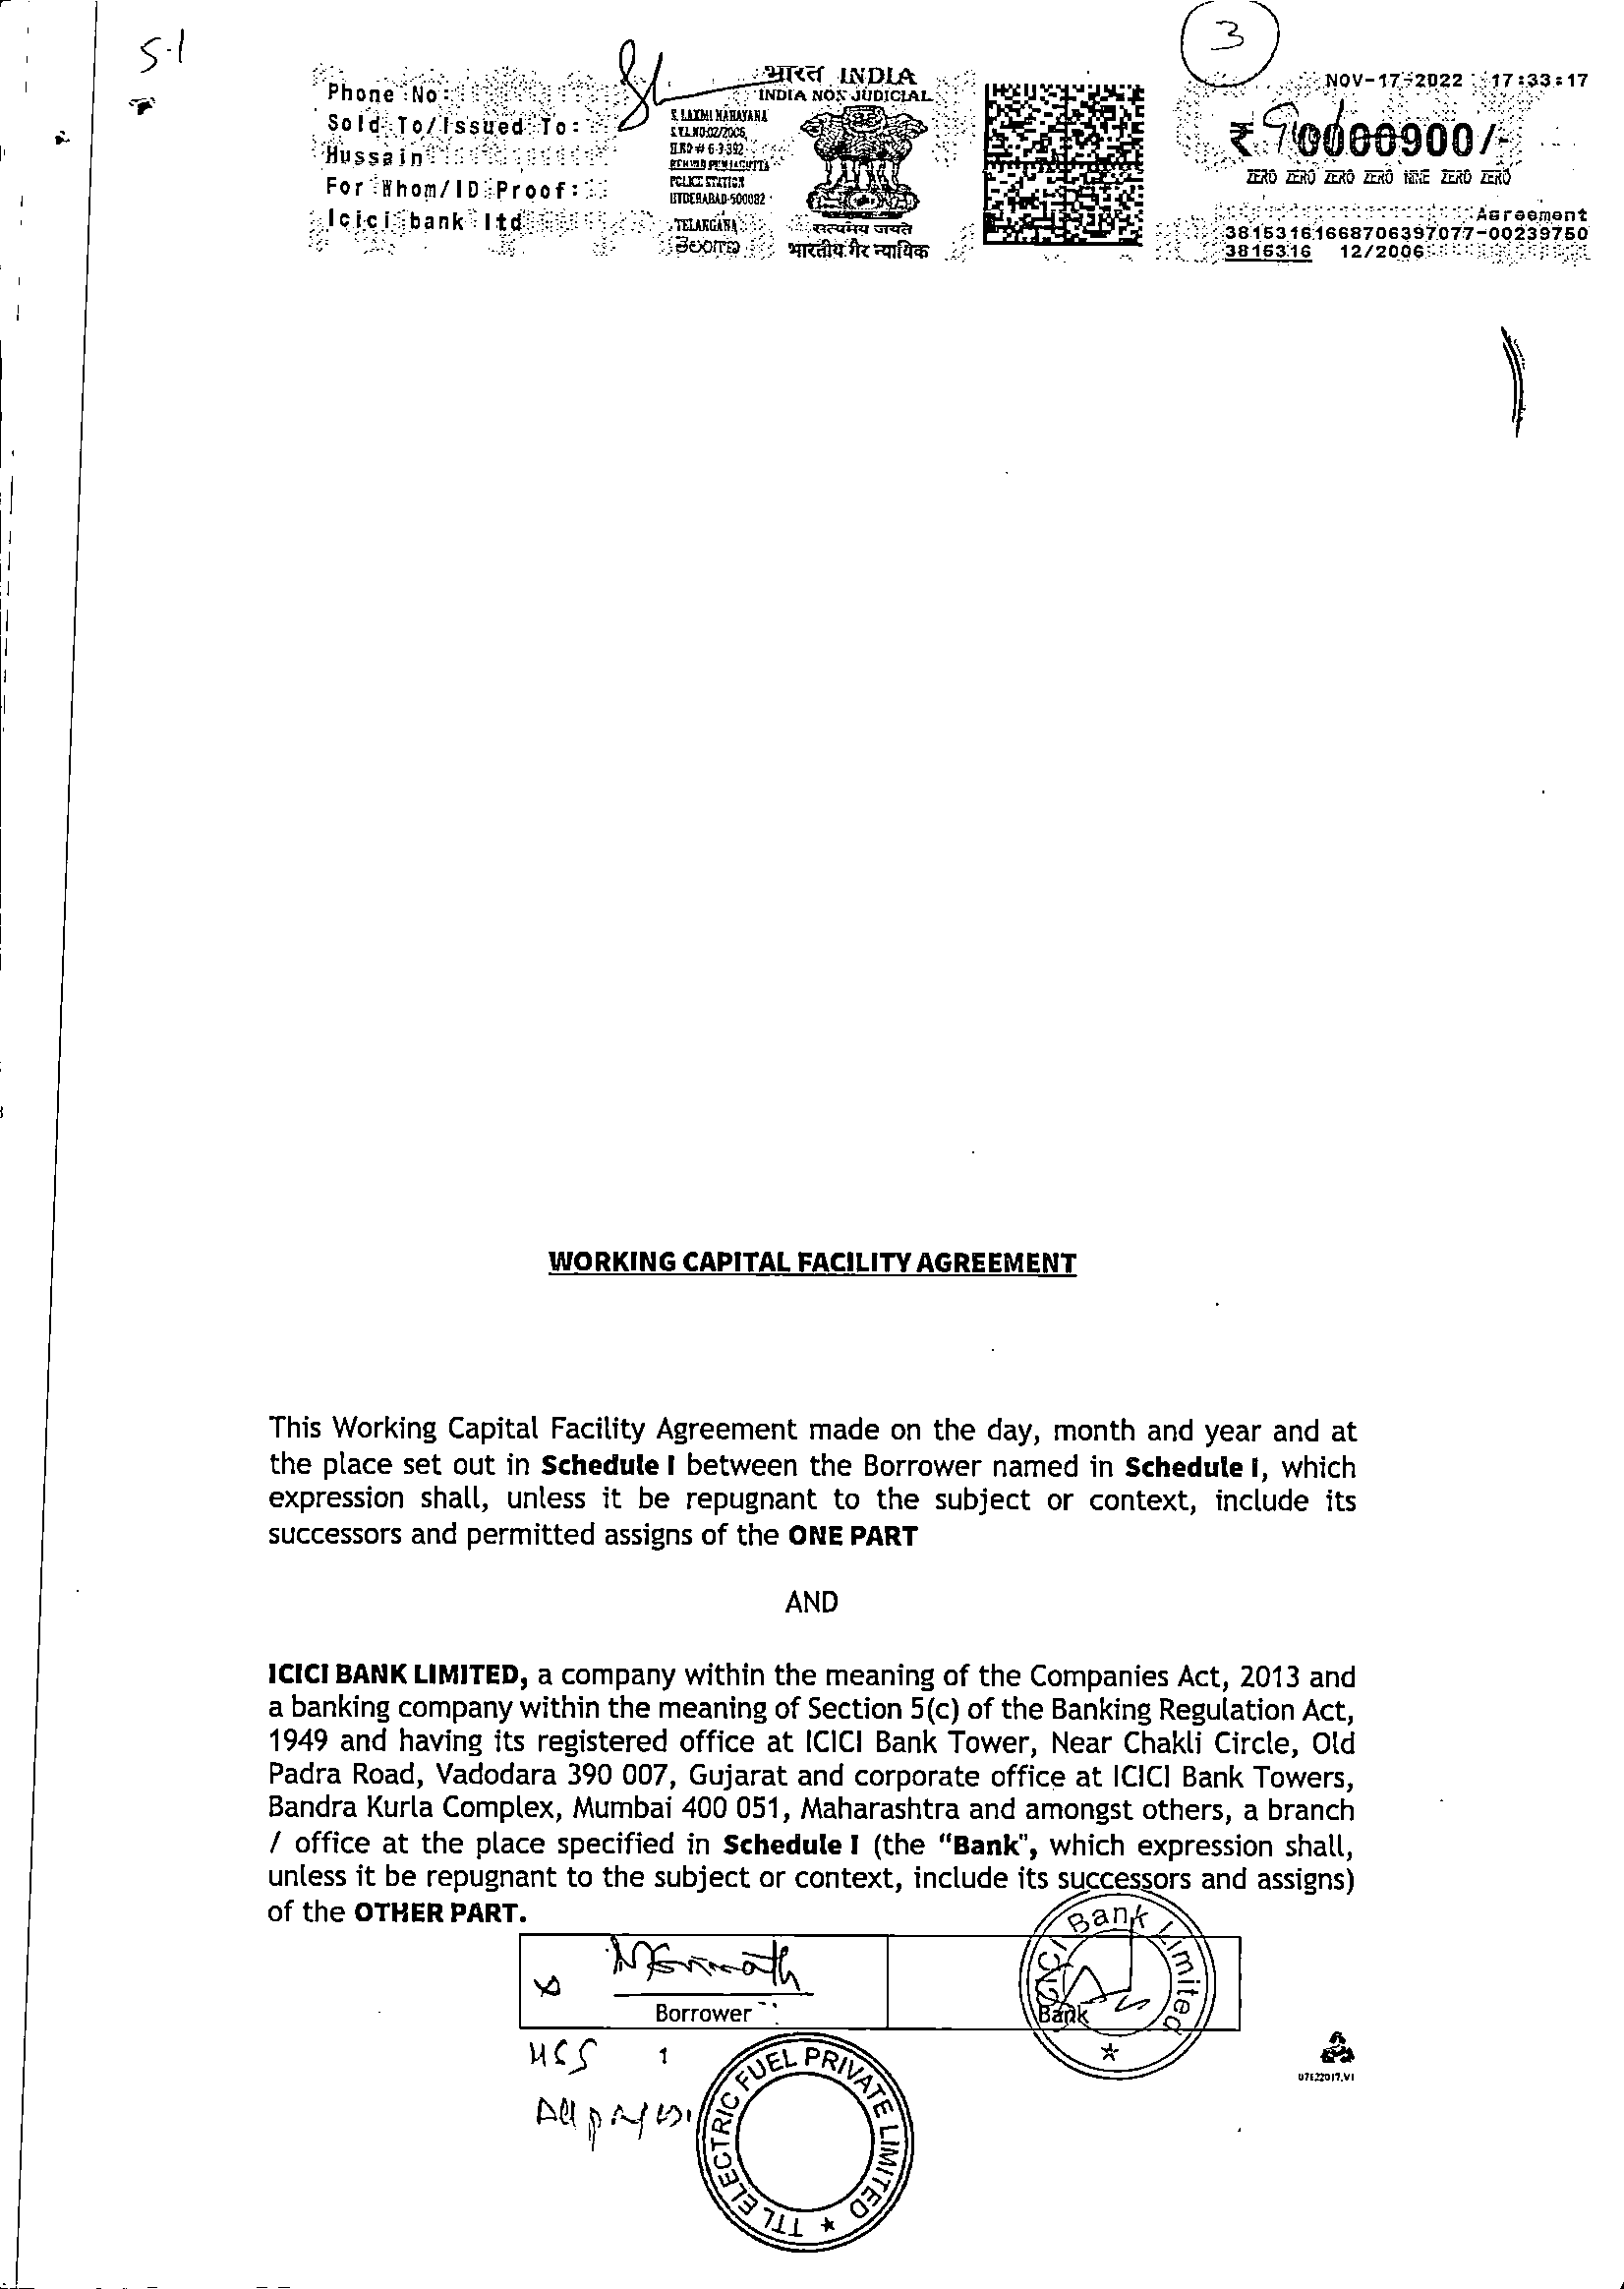 S-1
3
Phone No:
Sold To/Issued To:
Hussain
For Whom/ID Proof:
Icici bank ltd
भारत INDIA
INDIA NON JUDICIAL
S. LAXMI NARAYANA
POLICE STATION
HYDERABAD-500082
TELANGANA
सत्यमेव जयते
भारतीय गैर न्यायिक
NOV-17-2022 17:33:17
₹ 0000900/-
ZERO ZERO ZERO ZERO NINE ZERO ZERO
Agreement
38153161668706397077-00239750
3815316 12/2006
WORKING CAPITAL FACILITY AGREEMENT
This Working Capital Facility Agreement made on the day, month and year and at
the place set out in Schedule I between the Borrower named in Schedule I, which
expression shall, unless it be repugnant to the subject or context, include its
successors and permitted assigns of the ONE PART
AND
ICICI BANK LIMITED, a company within the meaning of the Companies Act, 2013 and
a banking company within the meaning of Section 5(c) of the Banking Regulation Act,
1949 and having its registered office at ICICI Bank Tower, Near Chakli Circle, Old
Padra Road, Vadodara 390 007, Gujarat and corporate office at ICICI Bank Towers,
Bandra Kurla Complex, Mumbai 400 051, Maharashtra and amongst others, a branch
/ office at the place specified in Schedule I (the “Bank”, which expression shall,
unless it be repugnant to the subject or context, include its successors and assigns)
of the OTHER PART.
ICICI Bank Limited
Borrower
Bank
1
All pages
TTL ELECTRIC FUEL PRIVATE LIMITED
07122017.V1